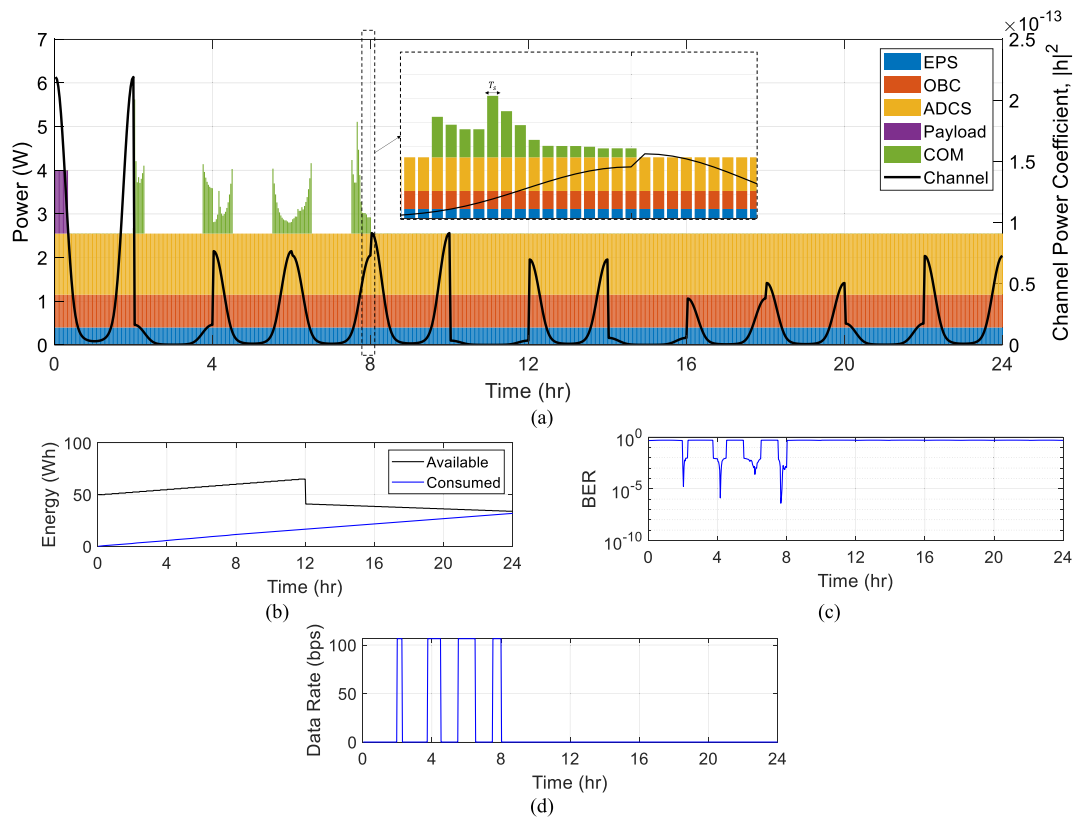 ×10⁻¹³
7
6
5
4
3
2
1
0
Power (W)
2.5
2
1.5
1
0.5
0
Channel Power Coefficient, |h|²
T_s
EPS
OBC
ADCS
Payload
COM
Channel
0 4 8 12 16 20 24
Time (hr)
(a)
100
50
0
Energy (Wh)
Available
Consumed
0 4 8 12 16 20 24
Time (hr)
(b)
10⁰
10⁻⁵
10⁻¹⁰
BER
0 4 8 12 16 20 24
Time (hr)
(c)
100
50
0
Data Rate (bps)
0 4 8 12 16 20 24
Time (hr)
(d)